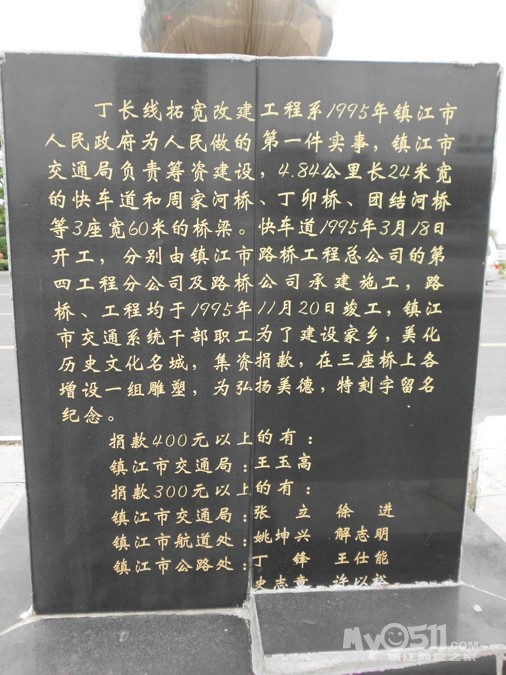 丁长线拓宽改建工程系1995年镇江市
人民政府为人民做的第一件实事，镇江市
交通局负责筹资建设，4.84公里长24米宽
的快车道和周家河桥、丁卯桥、团结河桥
等3座宽60米的桥梁。快车道1995年3月18日
开工，分别由镇江市路桥工程总公司的第
四工程分公司及路桥公司承建施工，路
桥、工程均于1995年11月20日竣工，镇江
市交通系统干部职工为了建设家乡，美化
历史文化名城，集资捐款，在三座桥上各
增设一组雕塑，为弘扬美德，特刻字留名
纪念。
捐款400元以上的有：
镇江市交通局：王玉高
捐款300元以上的有：
镇江市交通局：张 立 徐 进
镇江市航道处：姚坤兴 解志明
镇江市公路处：丁 锋 王仕能
史志章 许以裕
My0511.COM